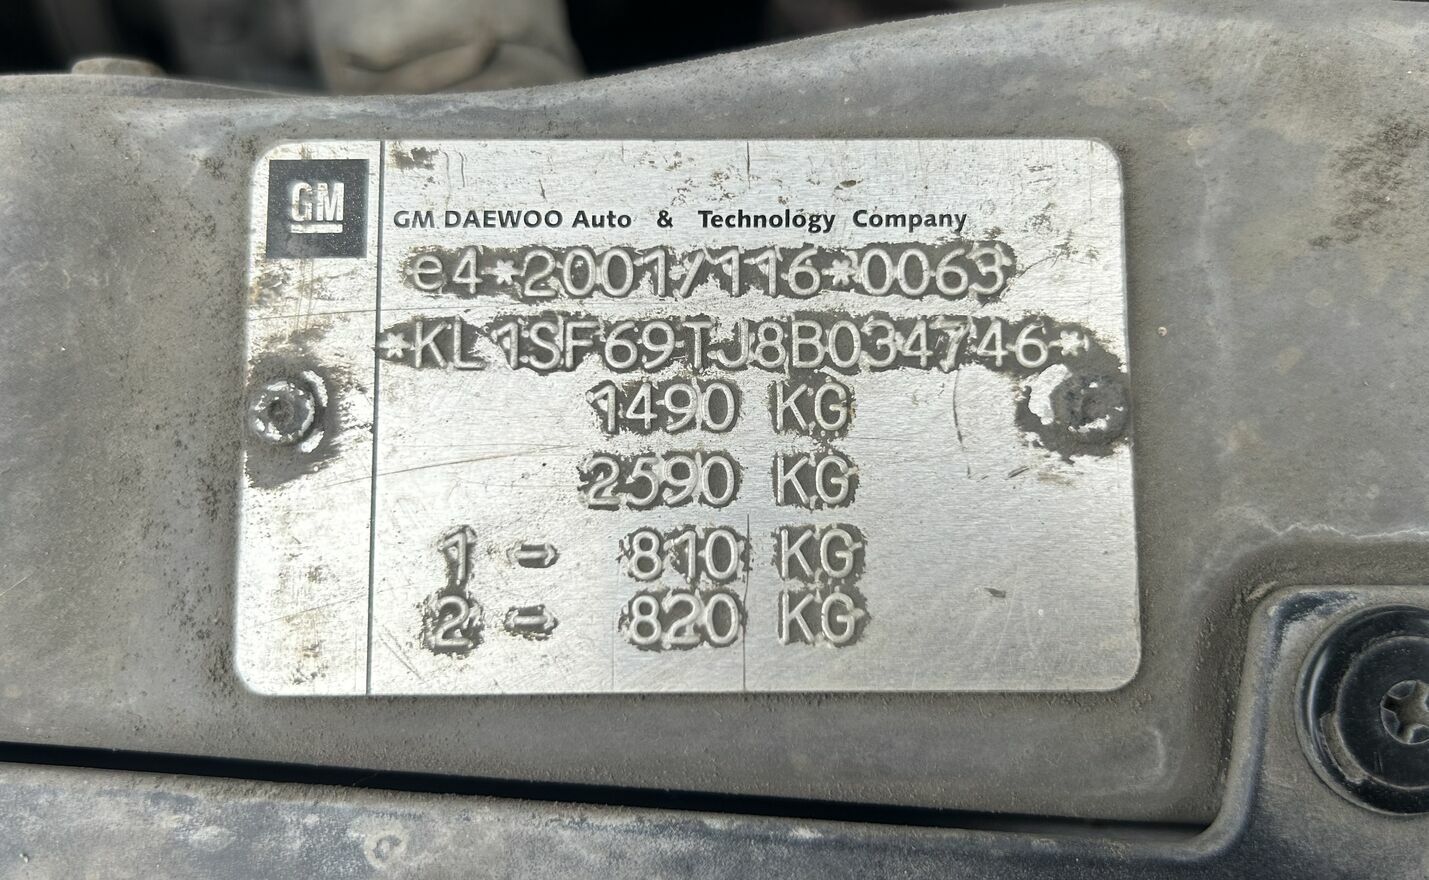 GM
GM DAEWOO Auto & Technology Company
e4*2001/116*0063
*KL1SF69TJ8B034746*
1490 KG
2590 KG
1 - 810 KG
2 - 820 KG